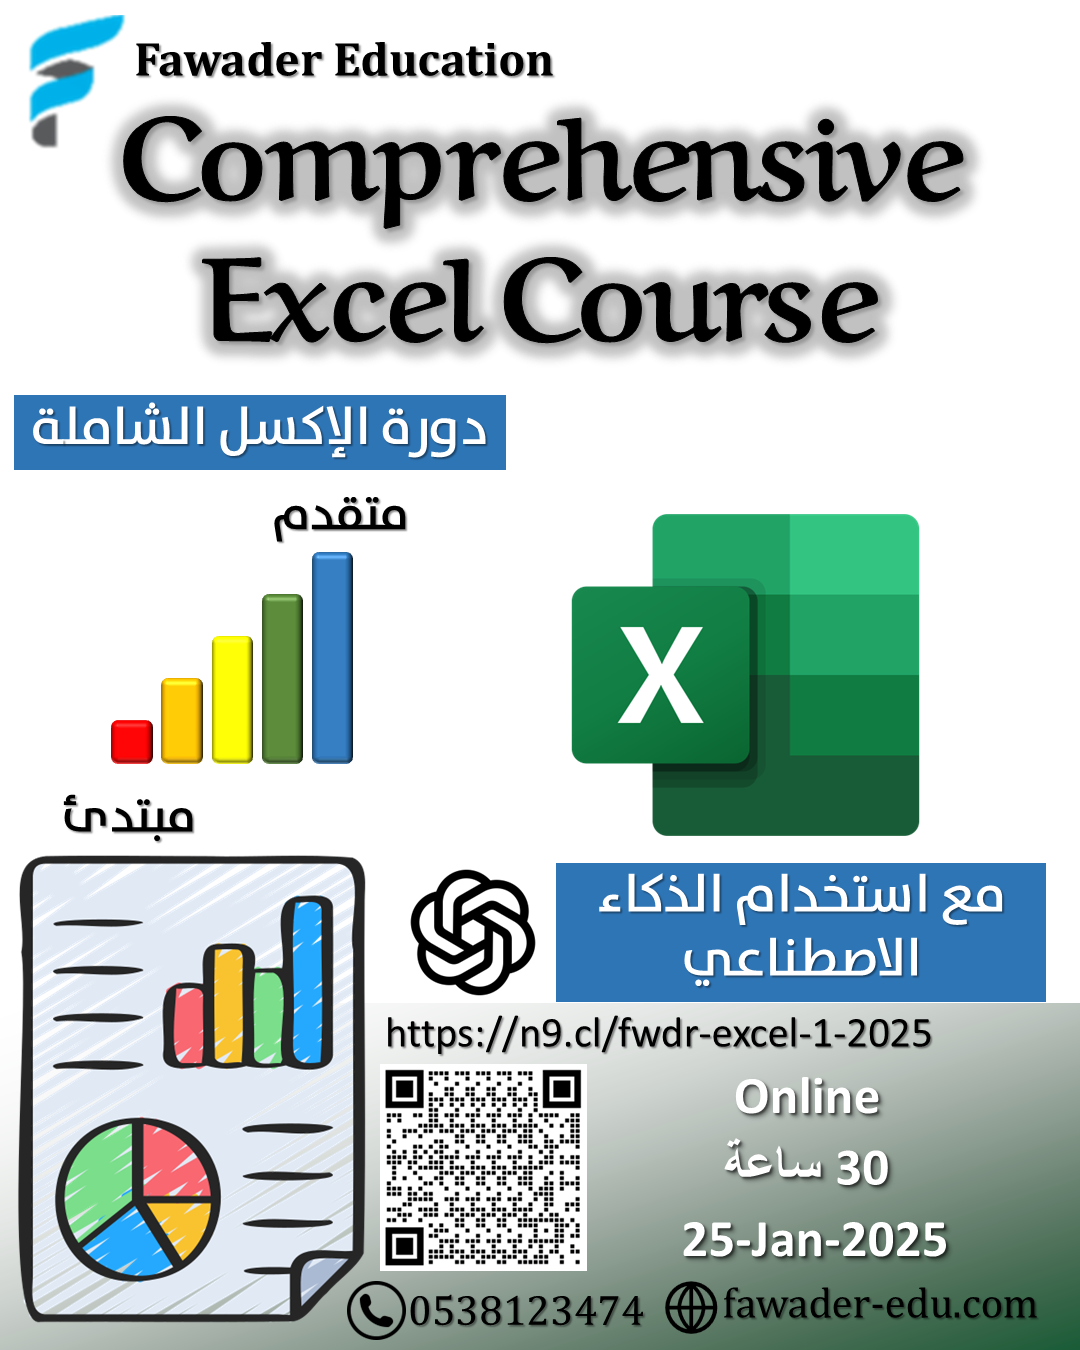 Fawader Education
Comprehensive
Excel Course
دورة الإكسل الشاملة
متقدم
X
مبتدئ
مع استخدام الذكاء
الاصطناعي
https://n9.cl/fwdr-excel-1-2025
Online
30 ساعة
25-Jan-2025
0538123474
fawader-edu.com